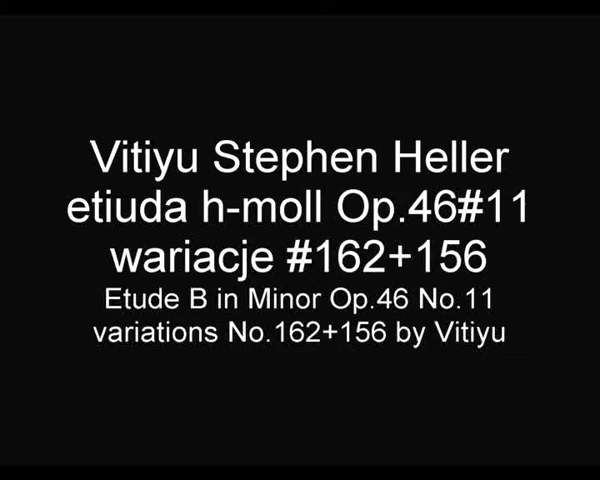 Vitiyu Stephen Heller
etiuda h-moll Op.46#11
wariacje #162+156
Etude B in Minor Op.46 No.11
variations No.162+156 by Vitiyu